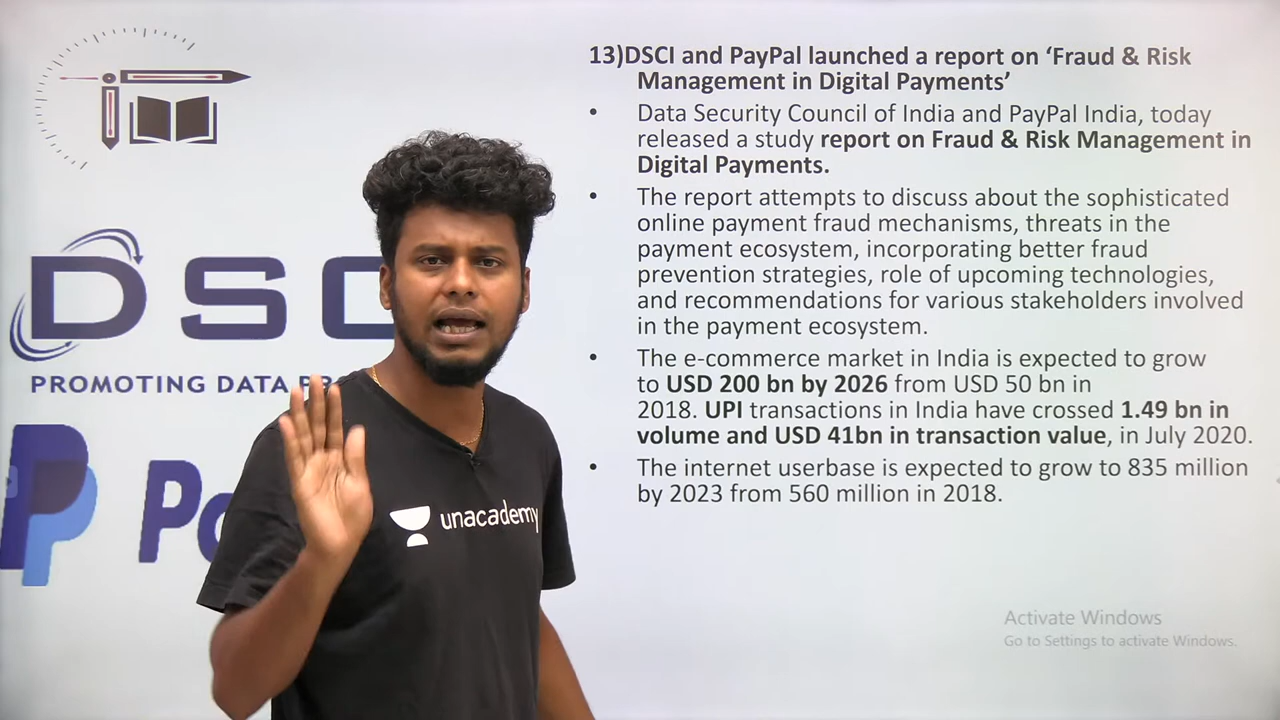 13)DSCI and PayPal launched a report on ‘Fraud & Risk
Management in Digital Payments’
• Data Security Council of India and PayPal India, today
released a study report on Fraud & Risk Management in
Digital Payments.
• The report attempts to discuss about the sophisticated
online payment fraud mechanisms, threats in the
payment ecosystem, incorporating better fraud
prevention strategies, role of upcoming technologies,
and recommendations for various stakeholders involved
in the payment ecosystem.
• The e-commerce market in India is expected to grow
to USD 200 bn by 2026 from USD 50 bn in
2018. UPI transactions in India have crossed 1.49 bn in
volume and USD 41bn in transaction value, in July 2020.
• The internet userbase is expected to grow to 835 million
by 2023 from 560 million in 2018.
DSC
PROMOTING DATA
P
unacademy
Activate Windows
Go to Settings to activate Windows.